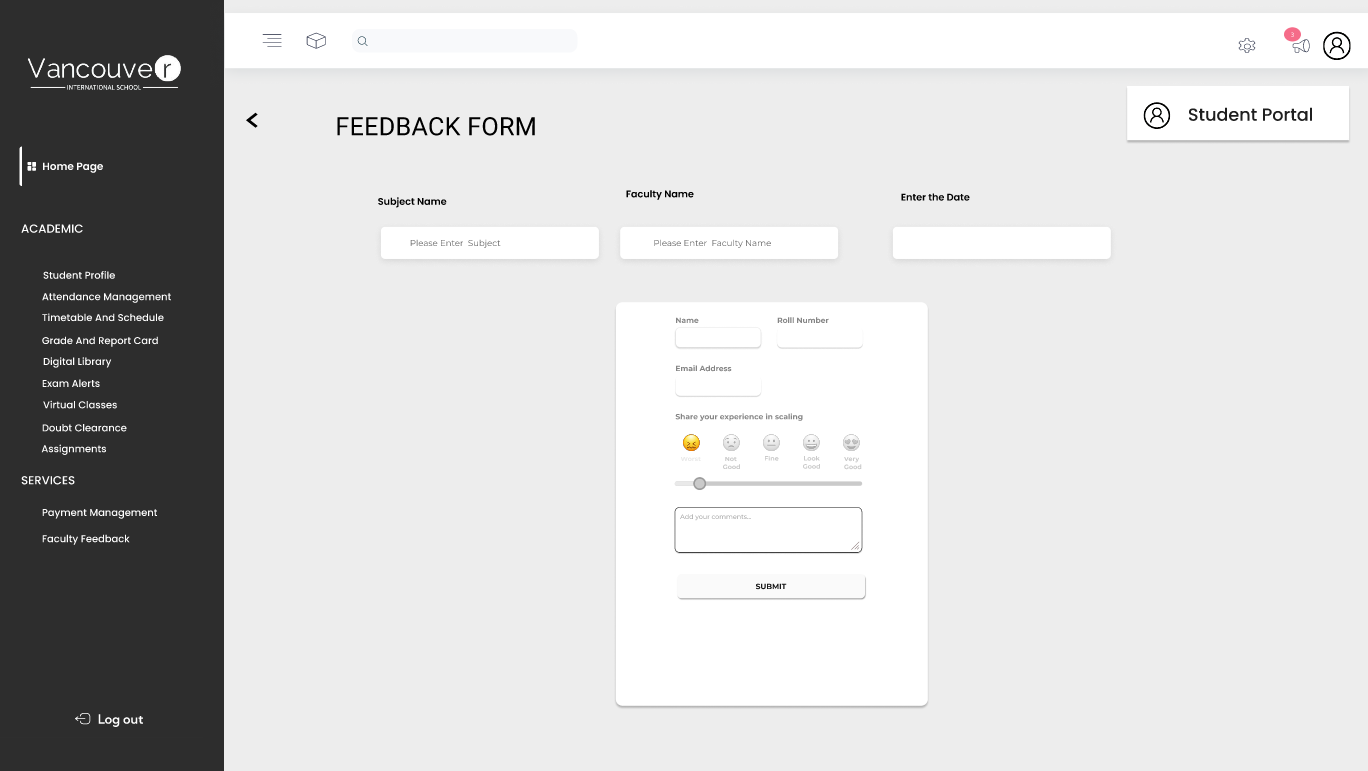 Vancouver
INTERNATIONAL SCHOOL
3
Student Portal
FEEDBACK FORM
Home Page
Subject Name
Faculty Name
Enter the Date
Please Enter Subject
Please Enter Faculty Name
ACADEMIC
Student Profile
Attendance Management
Timetable And Schedule
Grade And Report Card
Digital Library
Exam Alerts
Virtual Classes
Doubt Clearance
Assignments
SERVICES
Payment Management
Faculty Feedback
Log out
Name
Rolll Number
Email Address
Share your experience in scaling
Not
Good
Fine
Look
Good
Very
Good
Add your comments...
SUBMIT